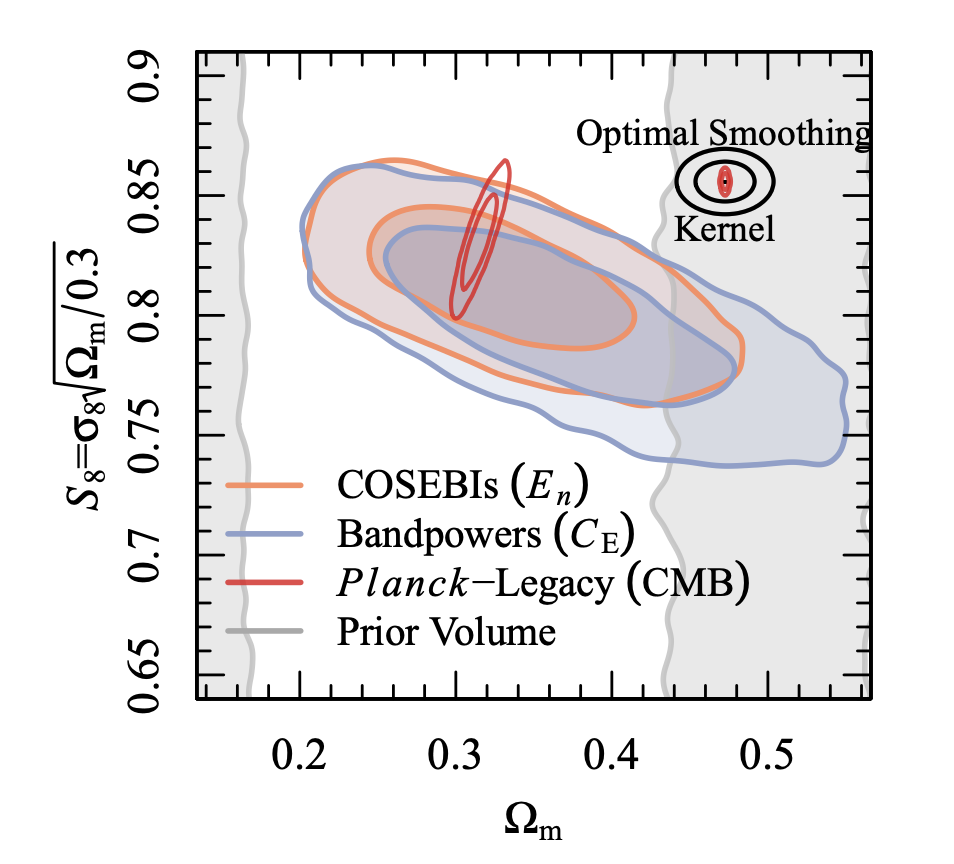 0.9
0.85
0.8
0.75
0.7
0.65
S₈=σ₈√Ωₘ/0.3
Optimal Smoothing
Kernel
COSEBIs (Eₙ)
Bandpowers (C_E)
Planck−Legacy (CMB)
Prior Volume
0.2 0.3 0.4 0.5
Ωₘ